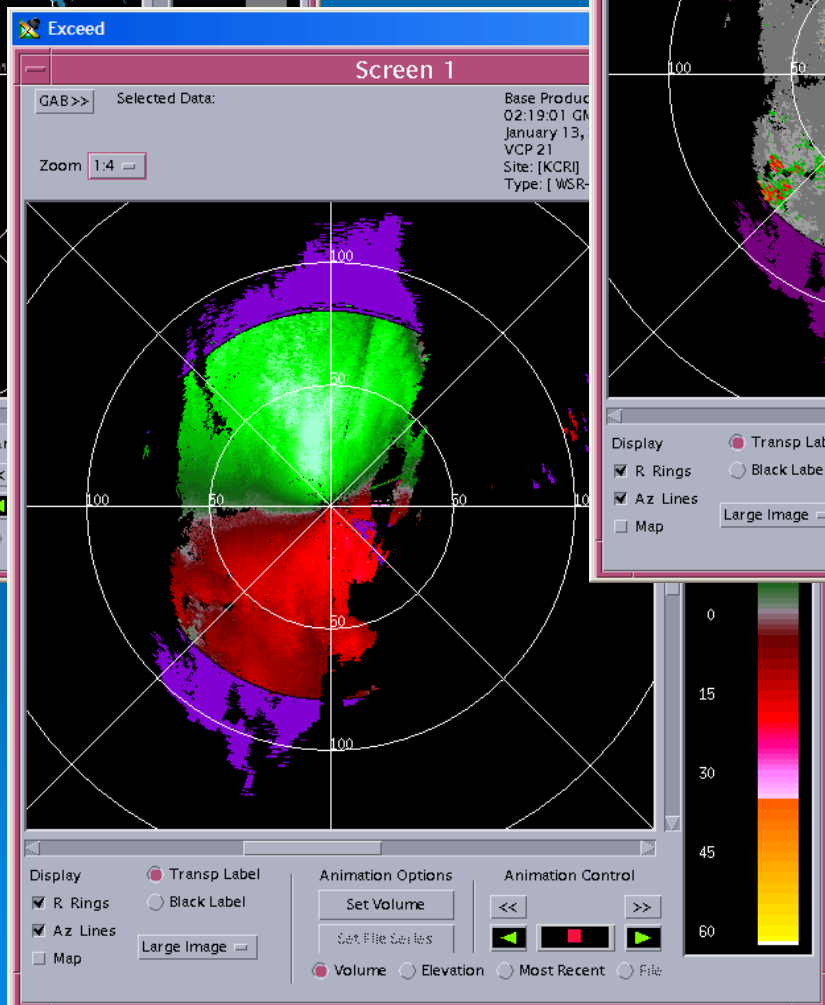 Exceed
Screen 1
GAB>>
Selected Data:
Base Produc
02:19:01 GM
January 13,
VCP 21
Site: [KCRI]
Type: [ WSR-
Zoom
1:4
100
50
100
50
50
10
50
100
Display
Transp Label
R Rings
Black Label
Az Lines
Map
Large Image
Animation Options
Set Volume
Set File Series
Animation Control
<<
>>
Volume
Elevation
Most Recent
File
100
50
Display
Transp Lab
R Rings
Black Labe
Az Lines
Map
Large Image
0
15
30
45
60